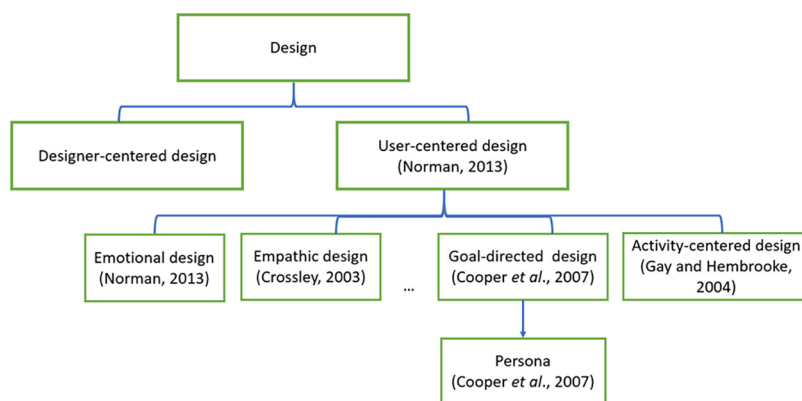 Design
Designer-centered design
User-centered design
(Norman, 2013)
Emotional design
(Norman, 2013)
Empathic design
(Crossley, 2003)
...
Goal-directed design
(Cooper et al., 2007)
Activity-centered design
(Gay and Hembrooke,
2004)
Persona
(Cooper et al., 2007)